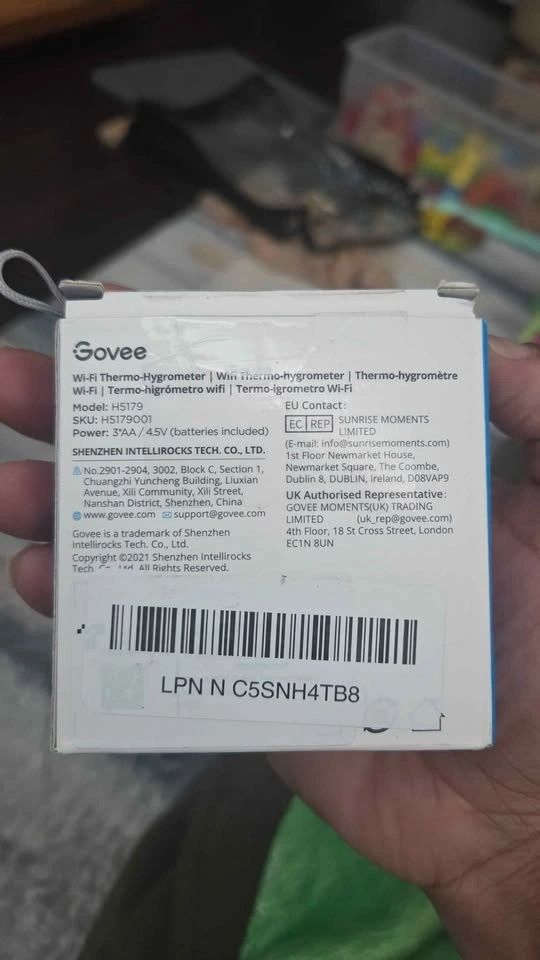 Govee
Wi-Fi Thermo-Hygrometer | Wifi Thermo-hygrometer | Thermo-hygromètre
Wi-Fi | Termo-higrómetro wifi | Termo-igrometro Wi-Fi
Model: H5179
SKU: H5179001
Power: 3*AA / 4.5V (batteries included)
SHENZHEN INTELLIROCKS TECH. CO., LTD.
No.2901-2904, 3002, Block C, Section 1,
Chuangzhi Yuncheng Building, Liuxian
Avenue, Xili Community, Xili Street,
Nanshan District, Shenzhen, China
www.govee.com support@govee.com
Govee is a trademark of Shenzhen
Intellirocks Tech. Co., Ltd.
Copyright ©2021 Shenzhen Intellirocks
Tech. Co., Ltd. All Rights Reserved.
EU Contact:
EC REP SUNRISE MOMENTS
LIMITED
(E-mail: info@sunrisemoments.com)
1st Floor Newmarket House,
Newmarket Square, The Coombe,
Dublin 8, DUBLIN, Ireland, D08VAP9
UK Authorised Representative:
GOVEE MOMENTS(UK) TRADING
LIMITED (uk_rep@govee.com)
4th Floor, 18 St Cross Street, London
EC1N 8UN
LPN N C5SNH4TB8